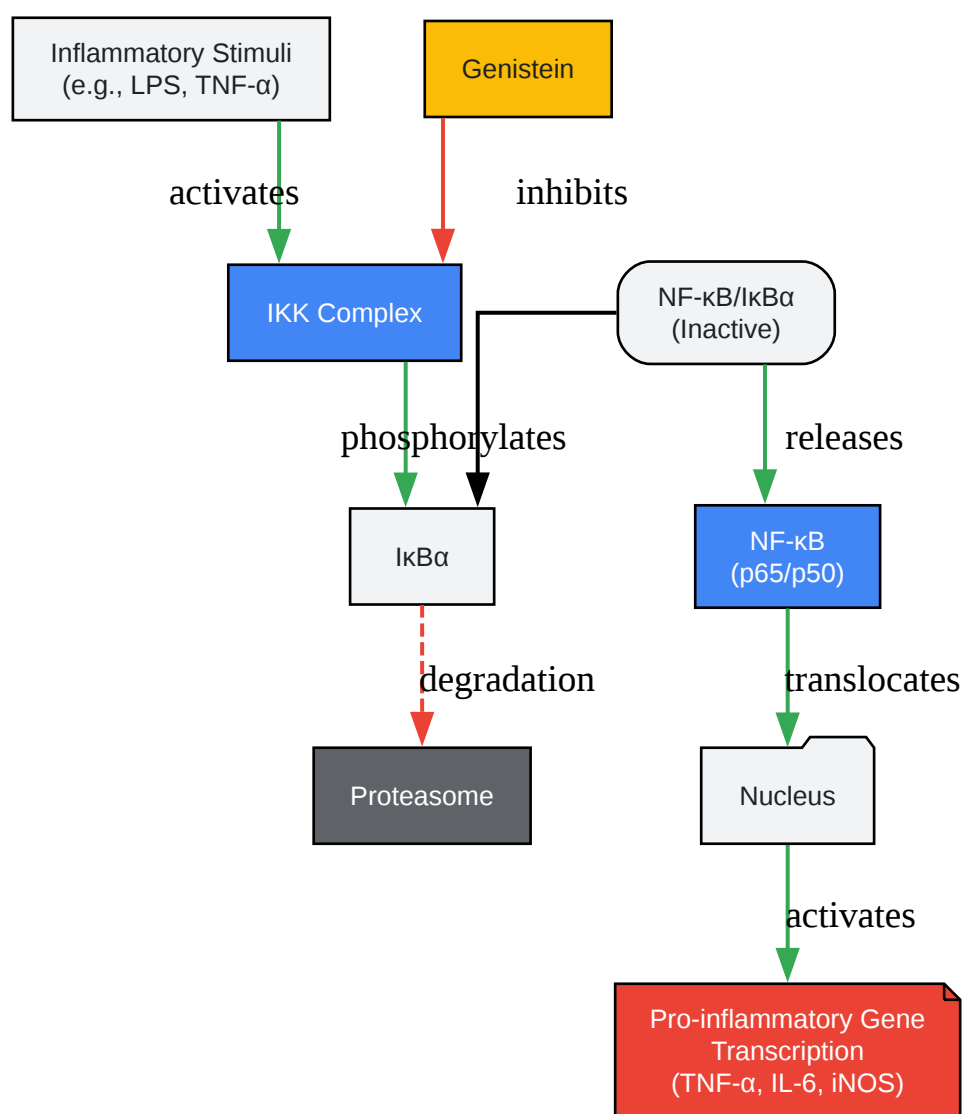 Inflammatory Stimuli
(e.g., LPS, TNF-α)
Genistein
activates
inhibits
IKK Complex
NF-κB/IκBα
(Inactive)
phosphorylates
releases
IκBα
NF-κB
(p65/p50)
degradation
translocates
Proteasome
Nucleus
activates
Pro-inflammatory Gene
Transcription
(TNF-α, IL-6, iNOS)